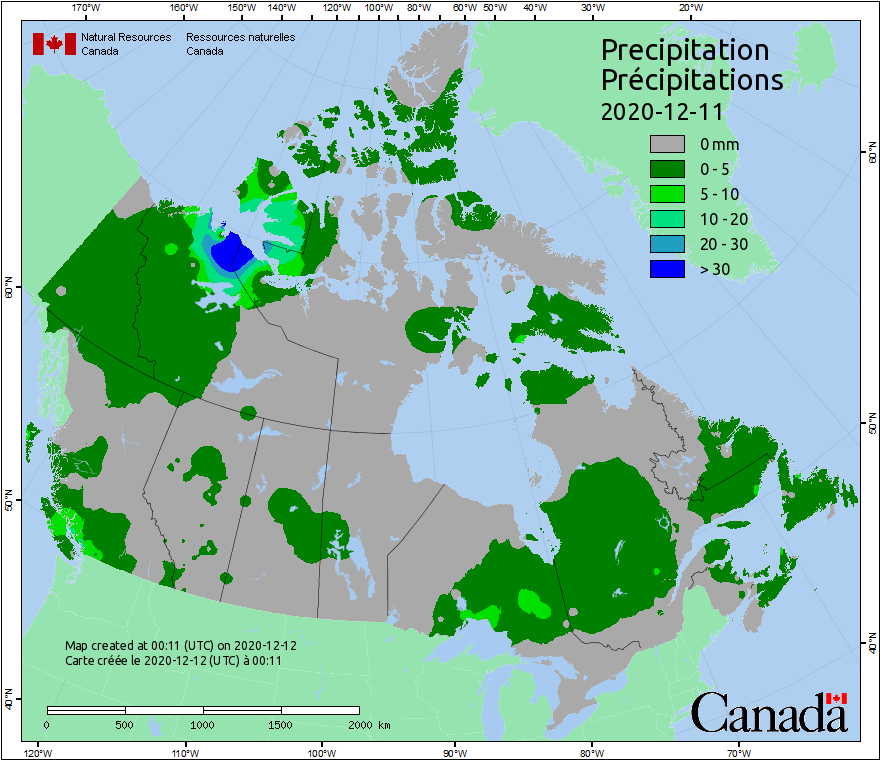 170°W 160°W 150°W 140°W 120°W 110°W 100°W 90°W 80°W 60°W 50°W 40°W 30°W 20°W
Natural Resources Ressources naturelles
Canada Canada
Precipitation
Précipitations
2020-12-11
0 mm
0 - 5
5 - 10
10 - 20
20 - 30
> 30
60°N
60°N
50°N
50°N
40°N
40°N
Map created at 00:11 (UTC) on 2020-12-12
Carte créée le 2020-12-12 (UTC) à 00:11
0 500 1000 1500 2000 km
Canada
120°W 110°W 100°W 90°W 80°W 70°W